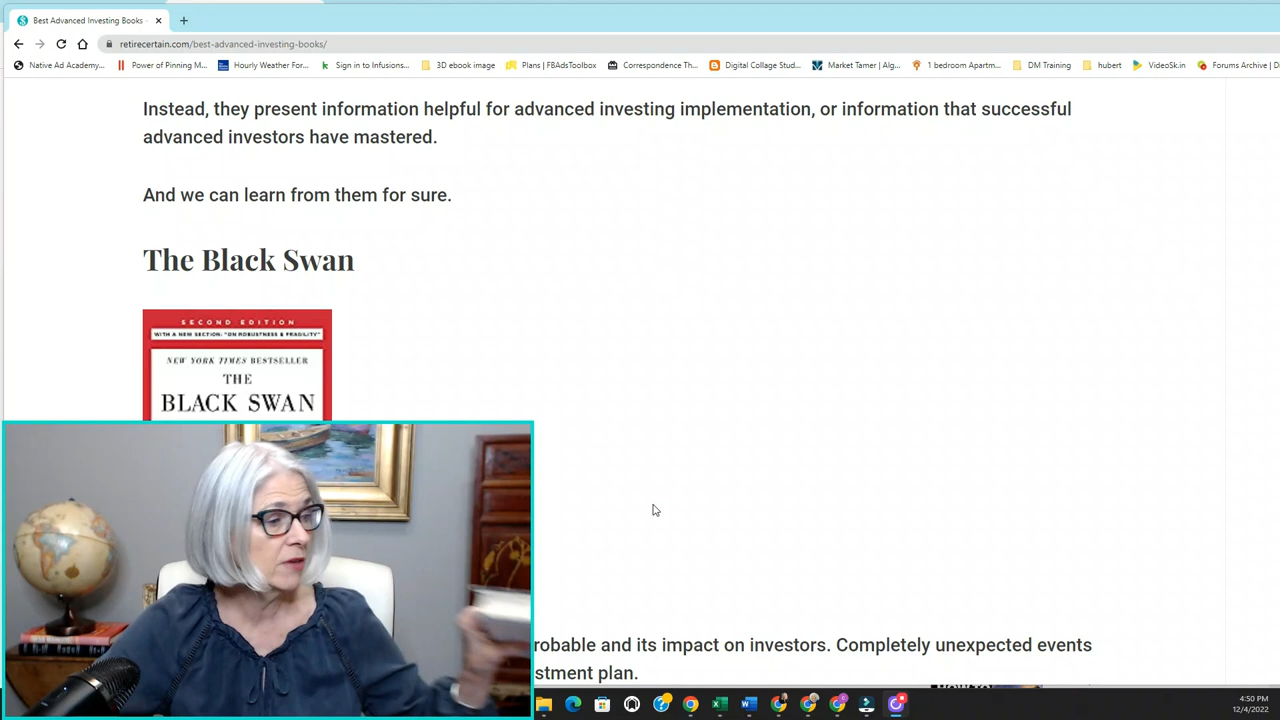 Best Advanced Investing Books -
retirecertain.com/best-advanced-investing-books/
Native Ad Academy... Power of Pinning M... Hourly Weather For... Sign in to Infusions... 3D ebook image Plans | FBAdsToolbox Correspondence Th... Digital Collage Stud... Market Tamer | Alg... 1 bedroom Apartm... DM Training hubert VideoSk.in Forums Archive | D
Instead, they present information helpful for advanced investing implementation, or information that successful
advanced investors have mastered.
And we can learn from them for sure.
The Black Swan
SECOND EDITION
WITH A NEW SECTION: "ON ROBUSTNESS & FRAGILITY"
NEW YORK TIMES BESTSELLER
THE
BLACK SWAN
robable and its impact on investors. Completely unexpected events
stment plan.
4:50 PM
12/4/2022